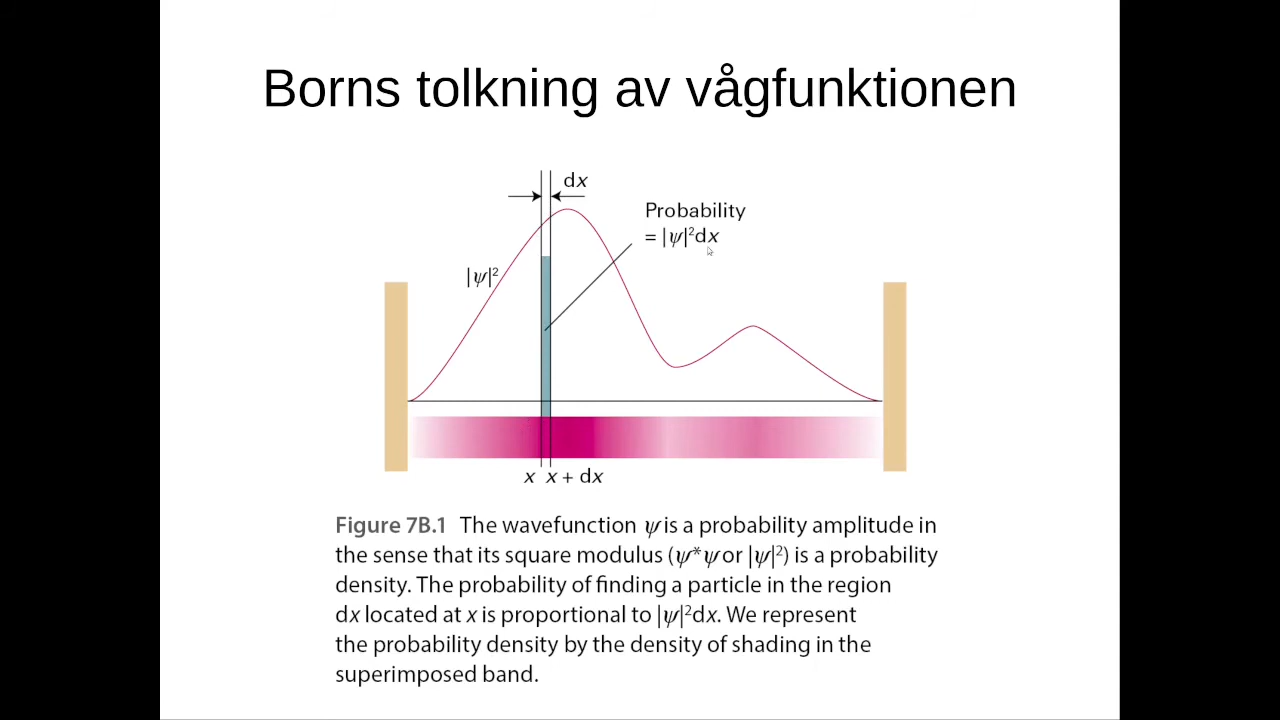 Borns tolkning av vågfunktionen
dx
Probability
= |ψ|²dx
|ψ|²
x x + dx
Figure 7B.1 The wavefunction ψ is a probability amplitude in
the sense that its square modulus (ψ*ψ or |ψ|²) is a probability
density. The probability of finding a particle in the region
dx located at x is proportional to |ψ|²dx. We represent
the probability density by the density of shading in the
superimposed band.